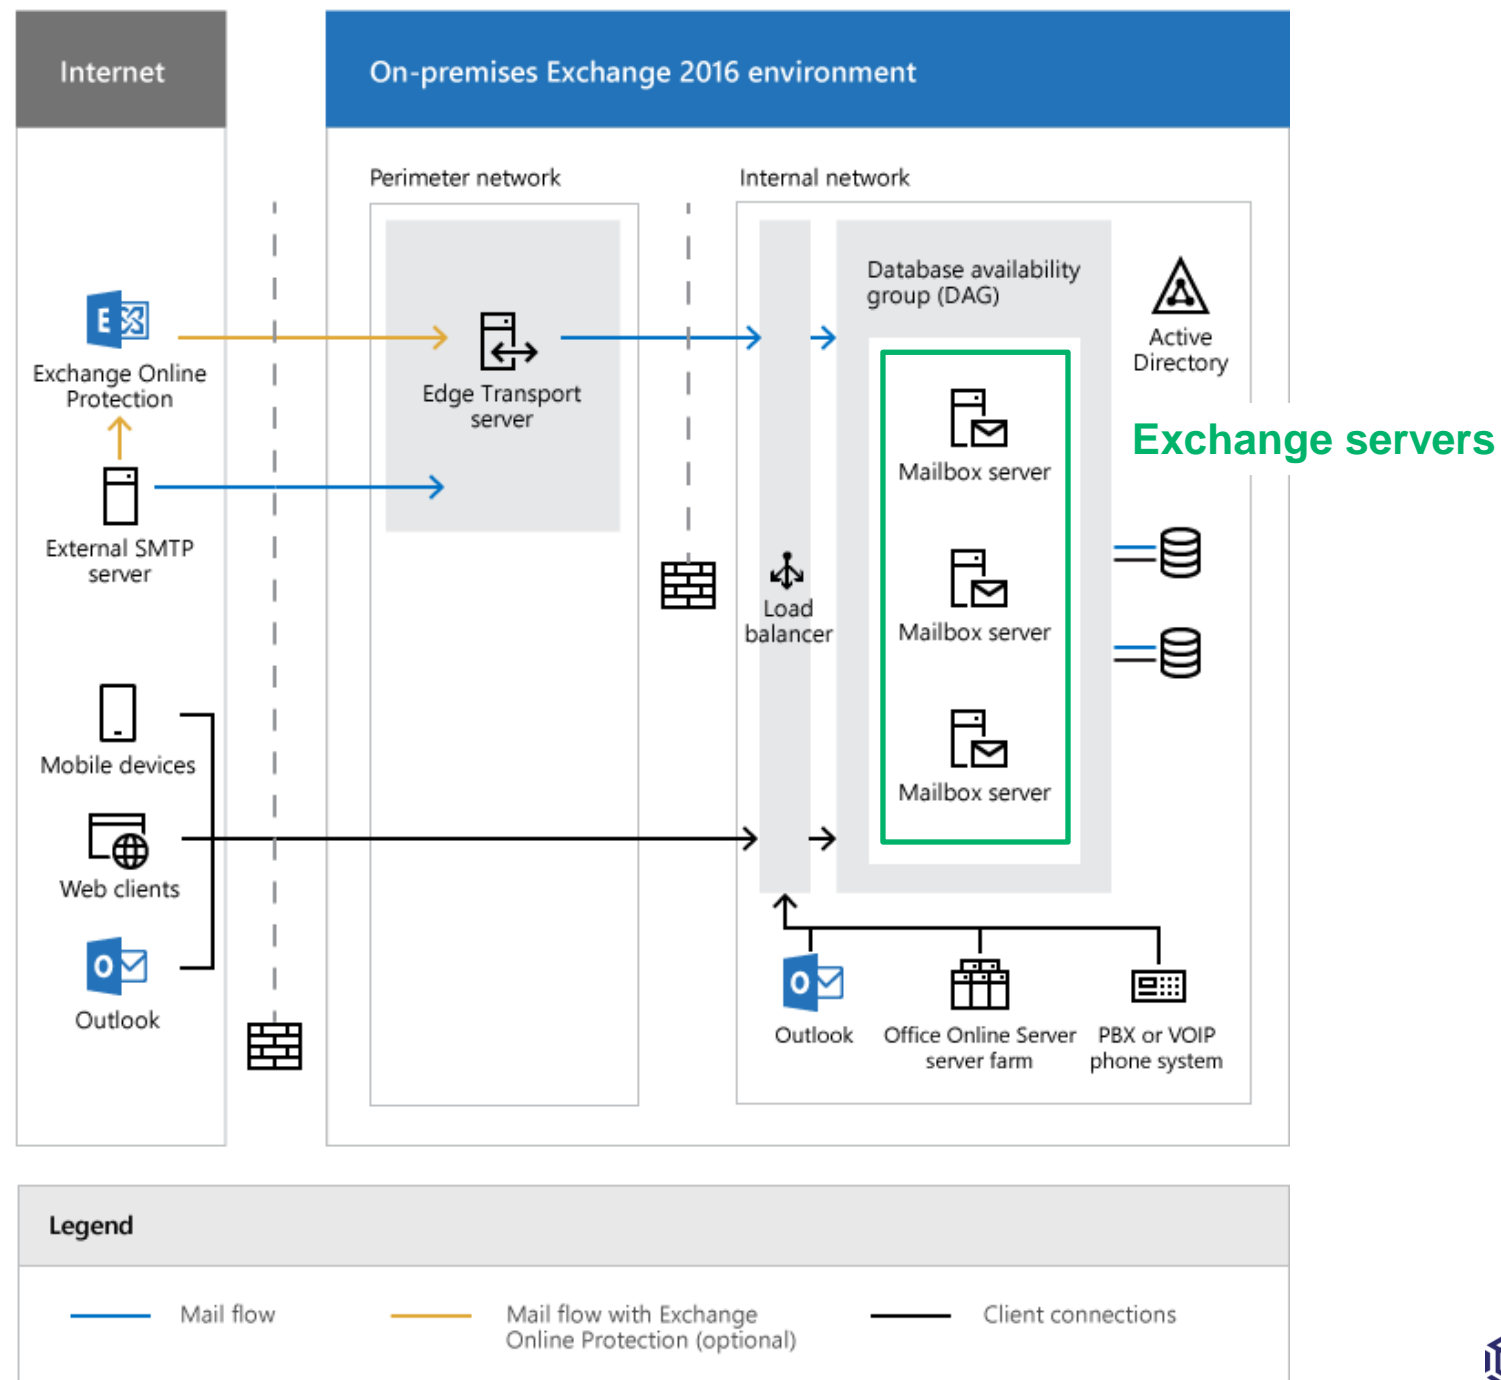 Internet
On-premises Exchange 2016 environment
Perimeter network
Internal network
Database availability
group (DAG)
Active
Directory
Exchange Online
Protection
Edge Transport
server
Exchange servers
Mailbox server
External SMTP
server
Load
balancer
Mailbox server
Mobile devices
Mailbox server
Web clients
Outlook
Outlook
Office Online Server
server farm
PBX or VOIP
phone system
Legend
Mail flow
Mail flow with Exchange
Online Protection (optional)
Client connections